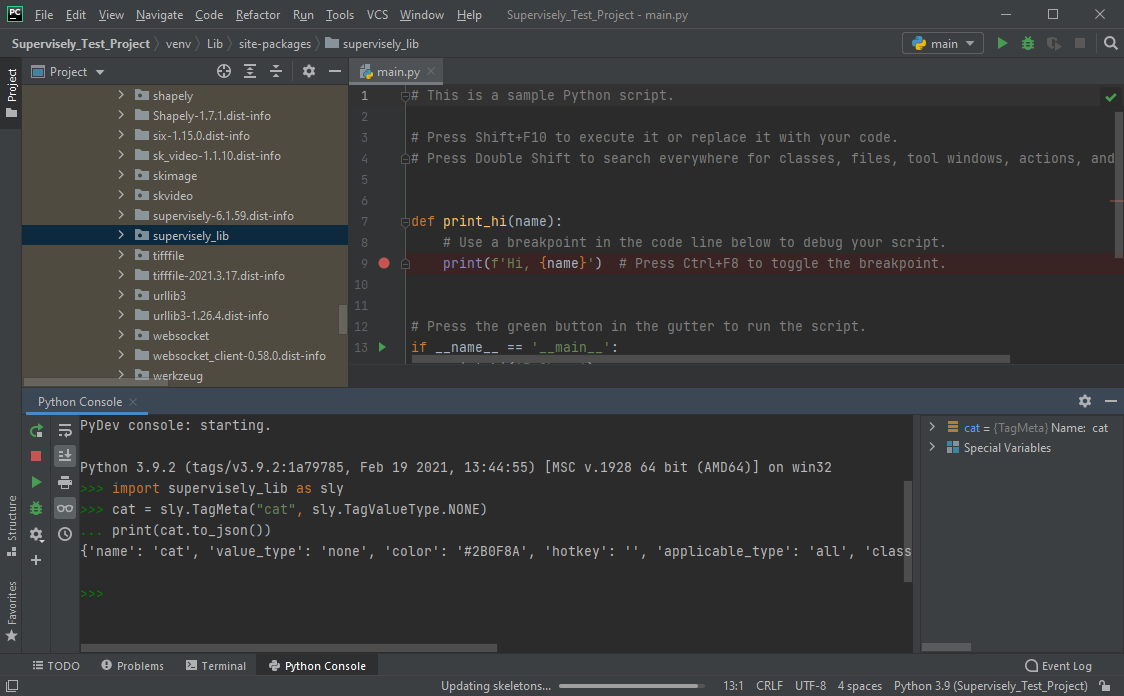 PC File Edit View Navigate Code Refactor Run Tools VCS Window Help Supervisely_Test_Project - main.py
Supervisely_Test_Project venv Lib site-packages supervisely_lib main
Project
Project
main.py
shapely
Shapely-1.7.1.dist-info
six-1.15.0.dist-info
sk_video-1.1.10.dist-info
skimage
skvideo
supervisely-6.1.59.dist-info
supervisely_lib
tifffile
tifffile-2021.3.17.dist-info
urllib3
urllib3-1.26.4.dist-info
websocket
websocket_client-0.58.0.dist-info
werkzeug
1 # This is a sample Python script.
2
3 # Press Shift+F10 to execute it or replace it with your code.
4 # Press Double Shift to search everywhere for classes, files, tool windows, actions, and
5
6
7 def print_hi(name):
8 # Use a breakpoint in the code line below to debug your script.
9 print(f'Hi, {name}') # Press Ctrl+F8 to toggle the breakpoint.
10
11
12 # Press the green button in the gutter to run the script.
13 if __name__ == '__main__':
Python Console
PyDev console: starting.
Python 3.9.2 (tags/v3.9.2:1a79785, Feb 19 2021, 13:44:55) [MSC v.1928 64 bit (AMD64)] on win32
>>> import supervisely_lib as sly
>>> cat = sly.TagMeta("cat", sly.TagValueType.NONE)
... print(cat.to_json())
{'name': 'cat', 'value_type': 'none', 'color': '#2B0F8A', 'hotkey': '', 'applicable_type': 'all', 'class
>>>
cat = {TagMeta} Name: cat
Special Variables
Structure
Favorites
TODO Problems Terminal Python Console Event Log
Updating skeletons... 13:1 CRLF UTF-8 4 spaces Python 3.9 (Supervisely_Test_Project)